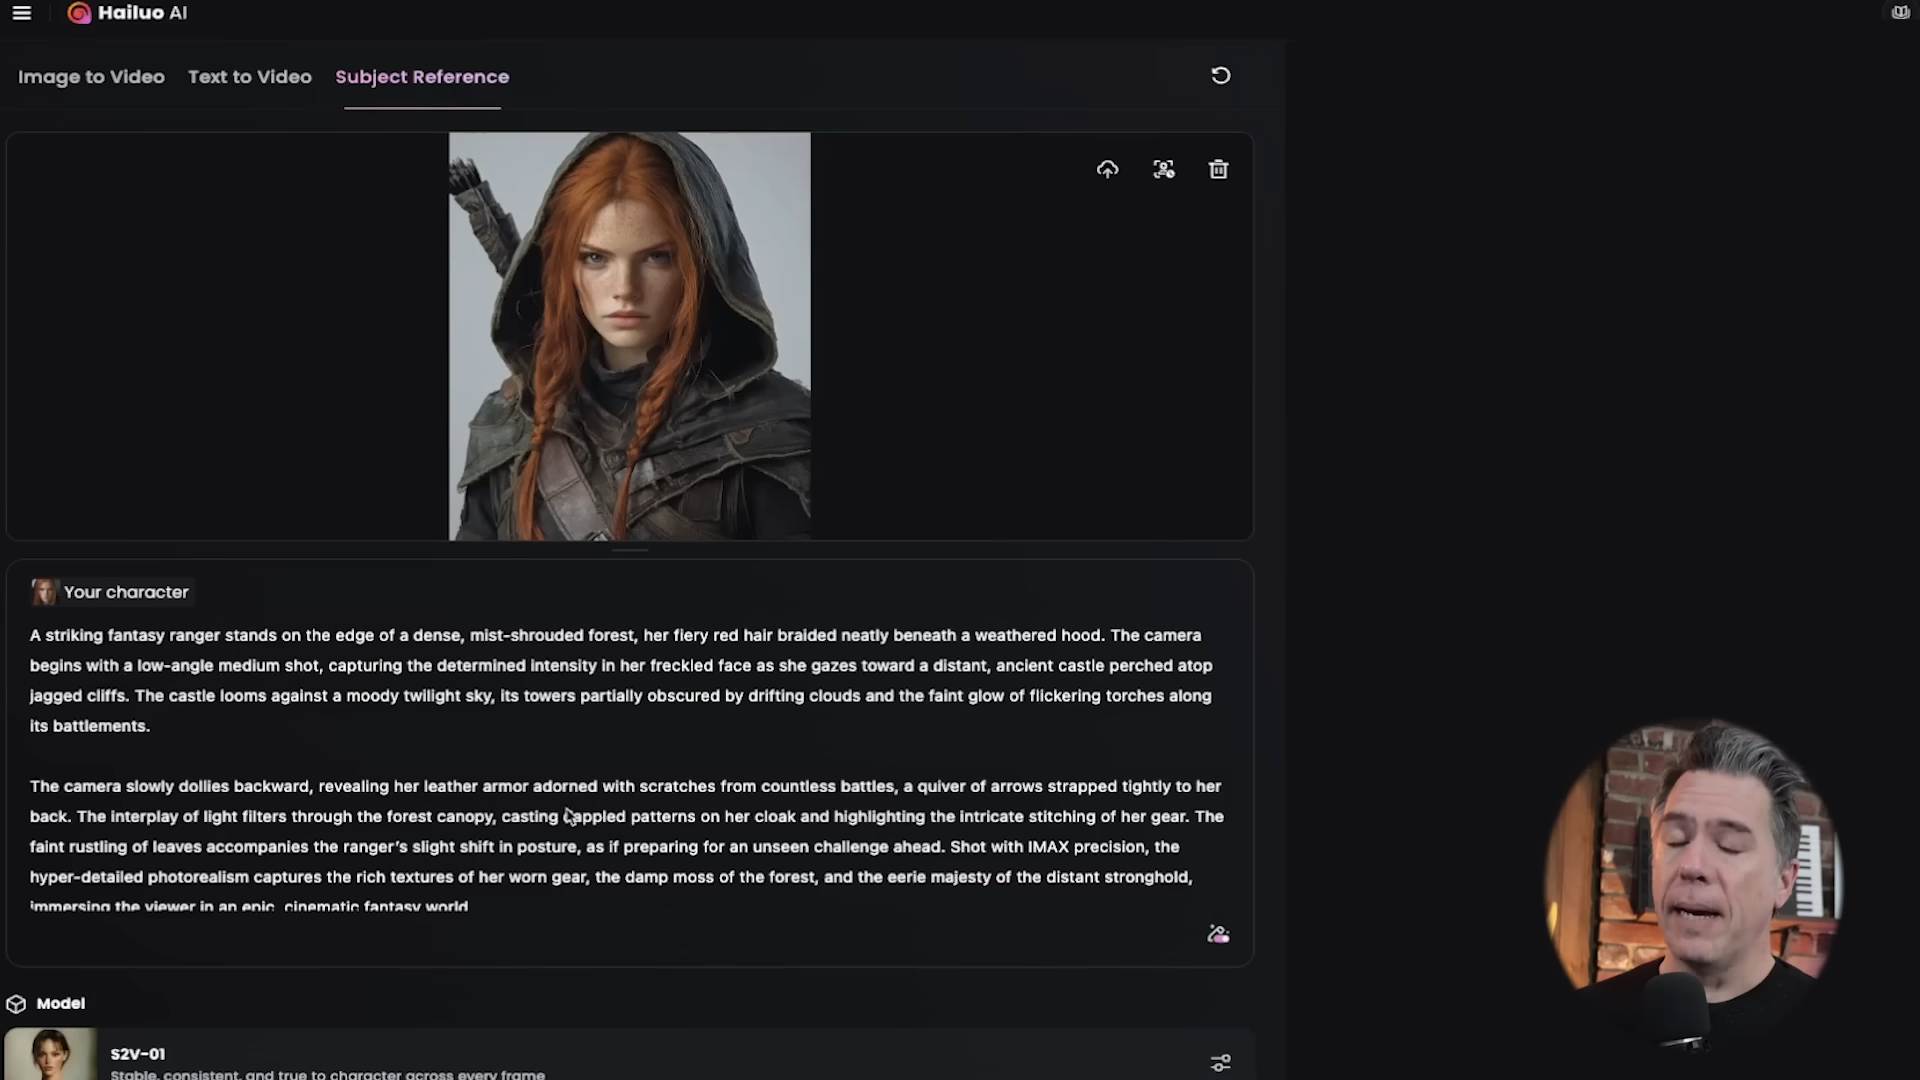 Hailuo AI
Image to Video Text to Video Subject Reference
Your character
A striking fantasy ranger stands on the edge of a dense, mist-shrouded forest, her fiery red hair braided neatly beneath a weathered hood. The camera
begins with a low-angle medium shot, capturing the determined intensity in her freckled face as she gazes toward a distant, ancient castle perched atop
jagged cliffs. The castle looms against a moody twilight sky, its towers partially obscured by drifting clouds and the faint glow of flickering torches along
its battlements.
The camera slowly dollies backward, revealing her leather armor adorned with scratches from countless battles, a quiver of arrows strapped tightly to her
back. The interplay of light filters through the forest canopy, casting dappled patterns on her cloak and highlighting the intricate stitching of her gear. The
faint rustling of leaves accompanies the ranger's slight shift in posture, as if preparing for an unseen challenge ahead. Shot with IMAX precision, the
hyper-detailed photorealism captures the rich textures of her worn gear, the damp moss of the forest, and the eerie majesty of the distant stronghold,
immersing the viewer in an epic, cinematic fantasy world
Model
S2V-01
Stable, consistent, and true to character across every frame